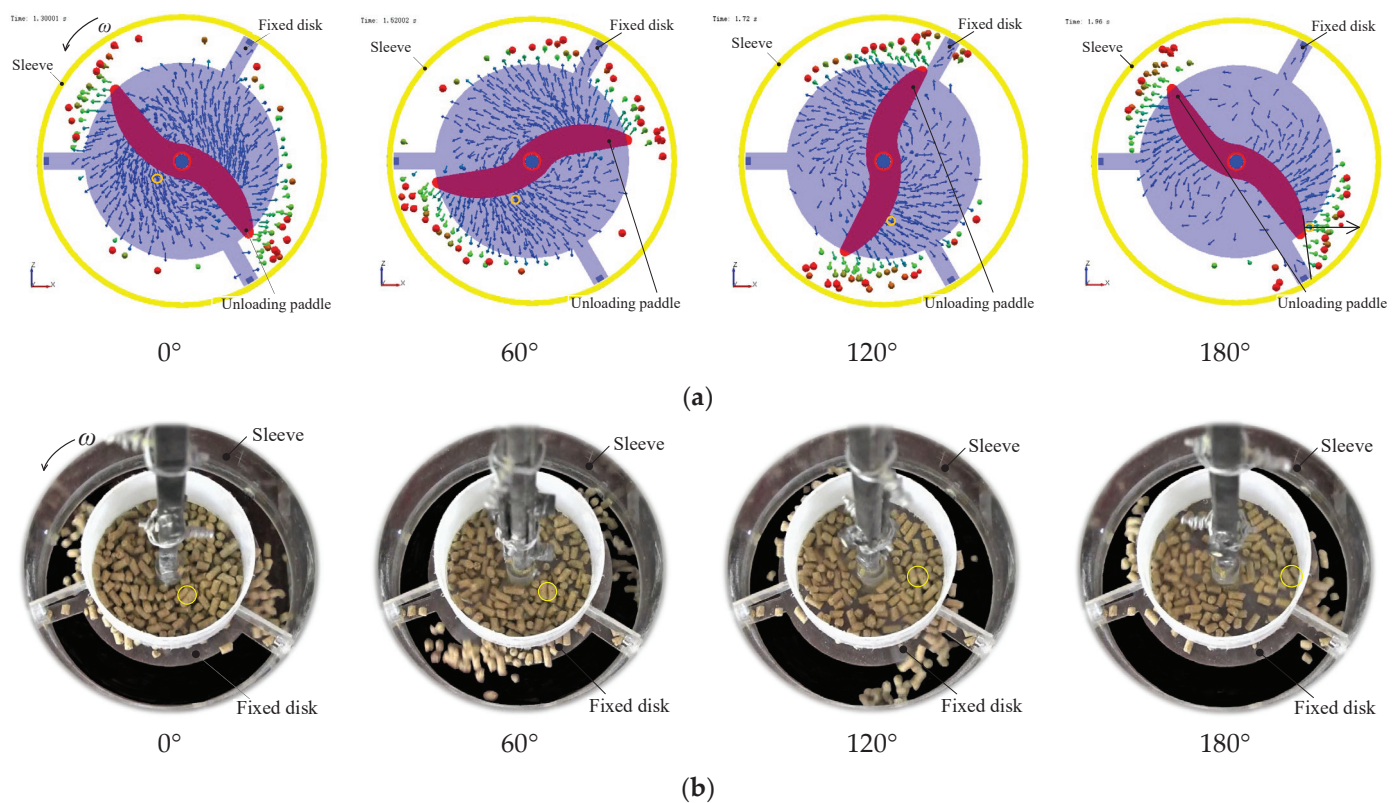 Time: 1.30001 s
ω
Sleeve
Fixed disk
Unloading paddle
Z
X
0°
Time: 1.52002 s
Sleeve
Fixed disk
Unloading paddle
Z
X
60°
Time: 1.72 s
Sleeve
Fixed disk
Unloading paddle
Z
X
120°
Time: 1.96 s
Sleeve
Fixed disk
Unloading paddle
Z
X
180°
(a)
ω
Sleeve
Fixed disk
0°
Sleeve
Fixed disk
60°
Sleeve
Fixed disk
120°
Sleeve
Fixed disk
180°
(b)